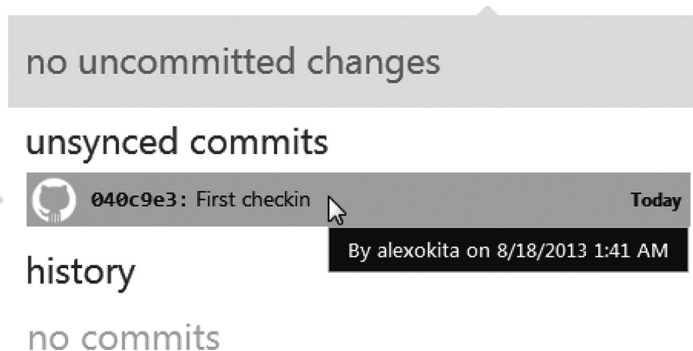 no uncommitted changes
unsynced commits
040c9e3: First checkin Today
By alexokita on 8/18/2013 1:41 AM
history
no commits